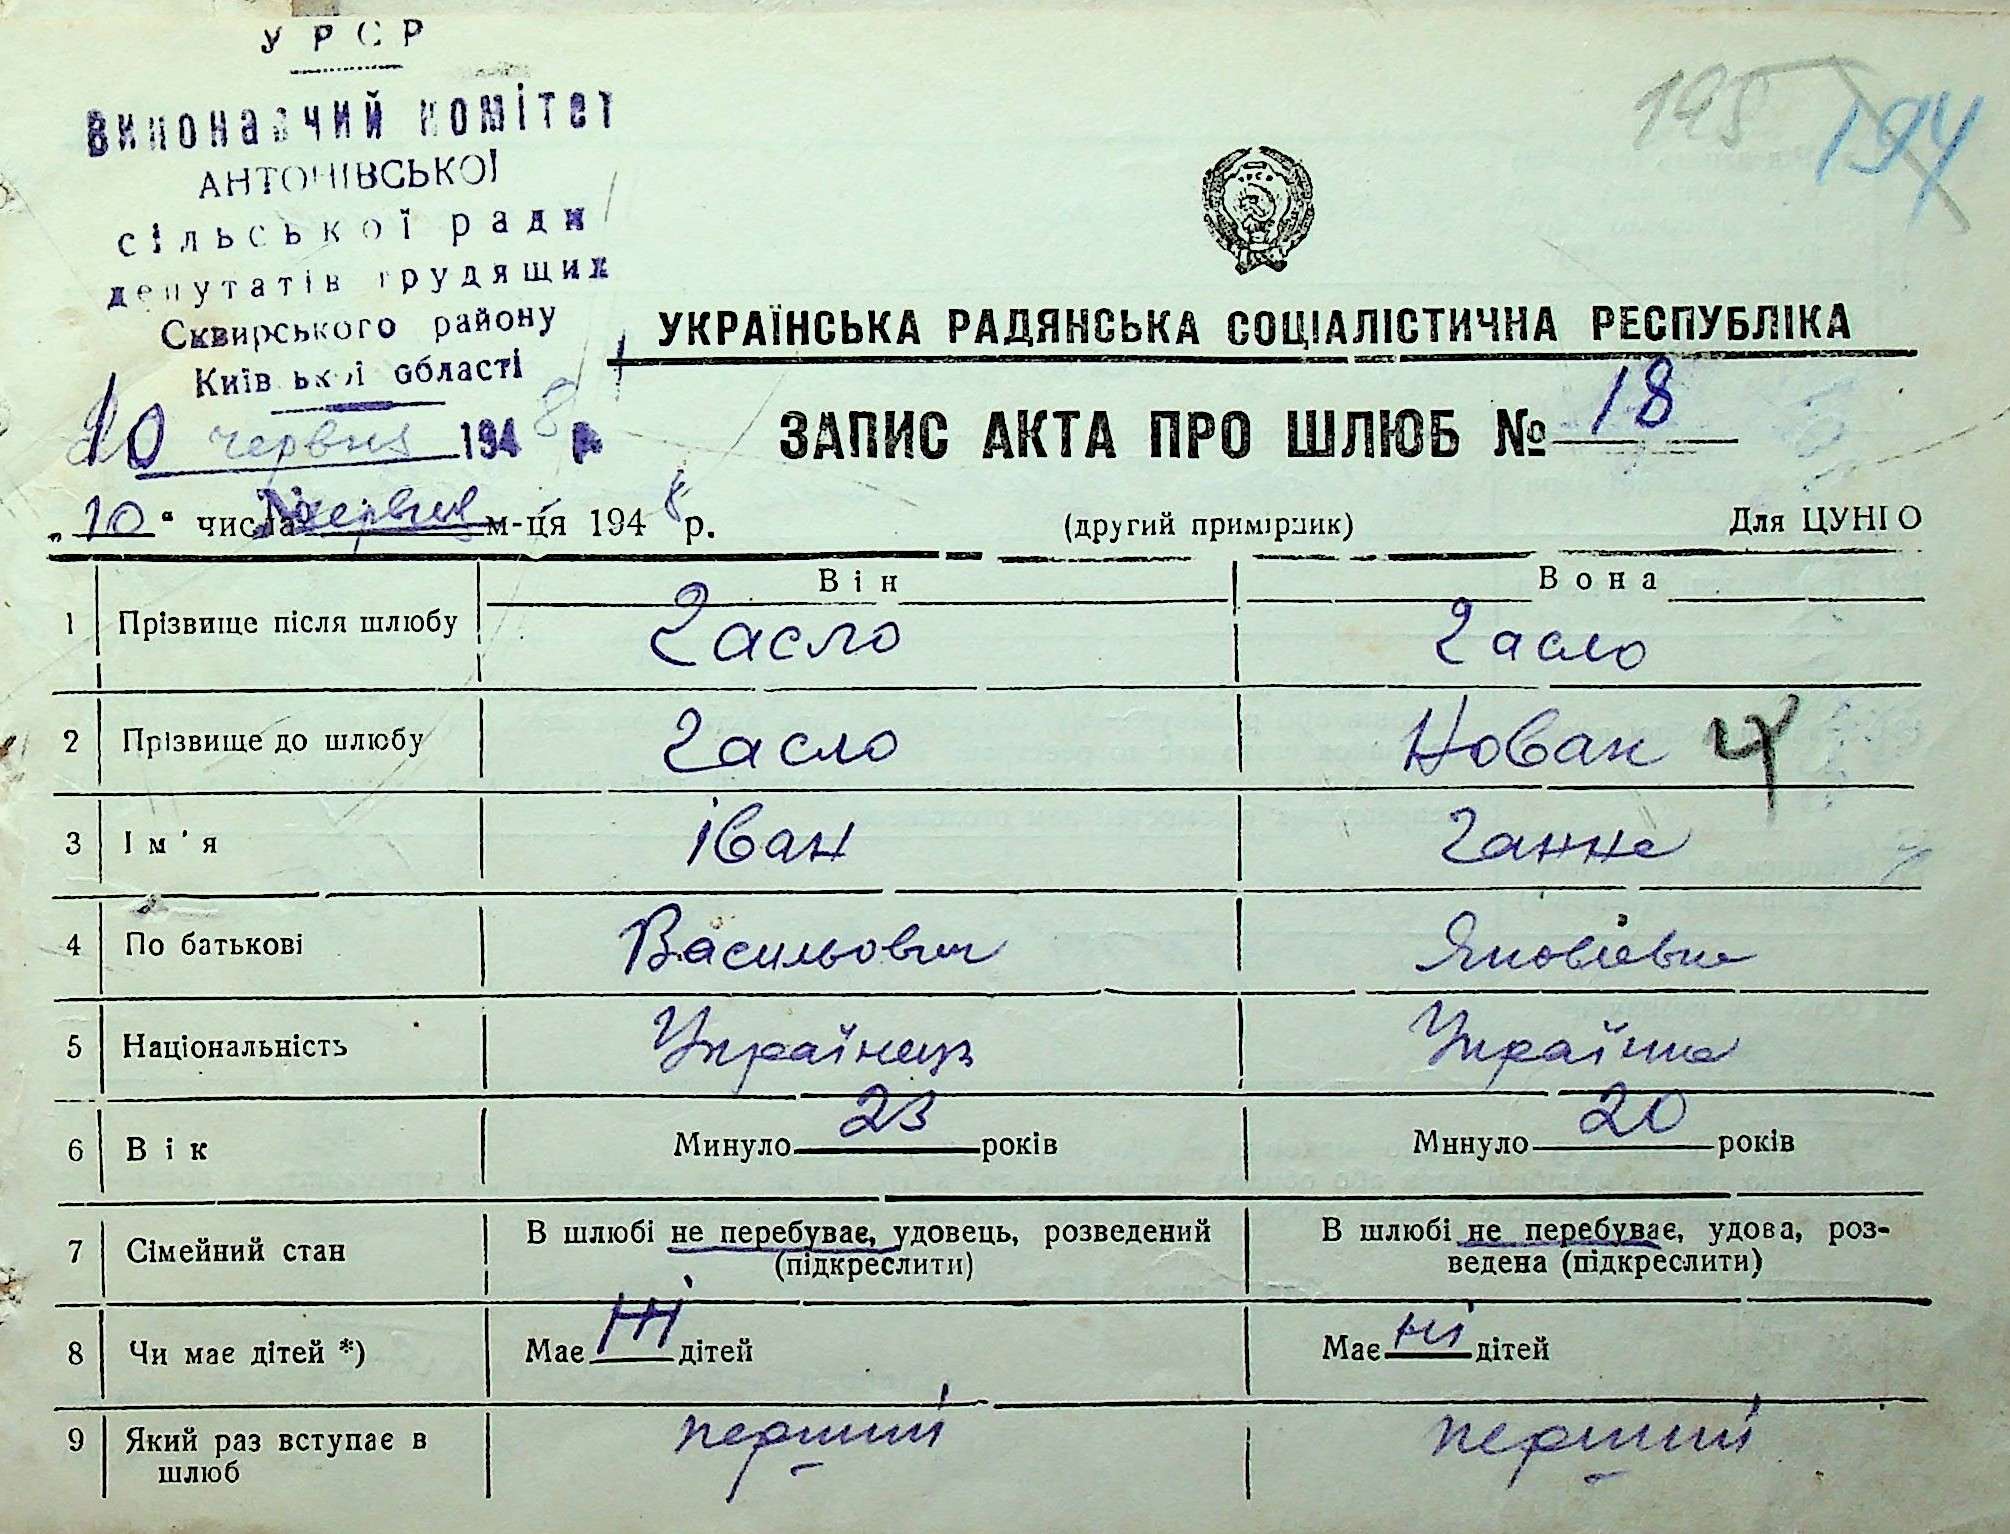 УРСР
Виконавчий комітет
АНТОНІВСЬКОЇ
сільської ради
депутатів трудящих
Сквирського району
Київської області
10 червня 1948 р.
195 194
УРСР
УКРАЇНСЬКА РАДЯНСЬКА СОЦІАЛІСТИЧНА РЕСПУБЛІКА
ЗАПИС АКТА ПРО ШЛЮБ № 18
„10“ числа червня м-ця 1948 р. (другий примірник) Для ЦУНГО
Він Вона
1 Прізвище після шлюбу Гасло Гасло
2 Прізвище до шлюбу Гасло Новак
3 Ім'я Іван Ганна
4 По батькові Васильович Яковівна
5 Національність Українець Українка
6 Вік Минуло 23 років Минуло 20 років
7 Сімейний стан В шлюбі не перебуває, удовець, розведений (підкреслити) В шлюбі не перебуває, удова, роз-
ведена (підкреслити)
8 Чи має дітей *) Має ні дітей Має ні дітей
9 Який раз вступає в шлюб перший перший